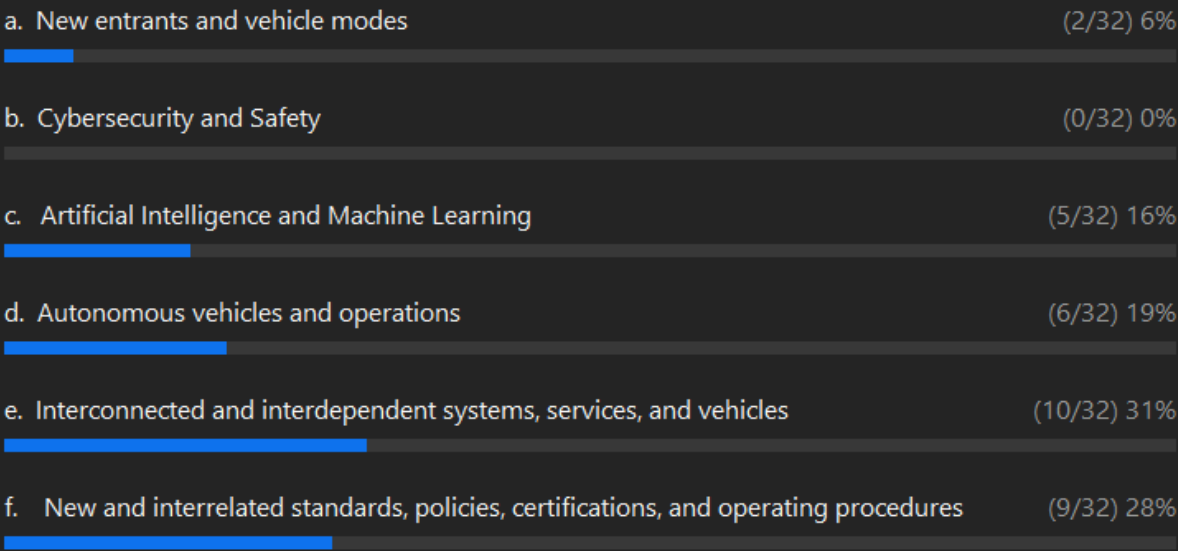 a. New entrants and vehicle modes (2/32) 6%
b. Cybersecurity and Safety (0/32) 0%
c. Artificial Intelligence and Machine Learning (5/32) 16%
d. Autonomous vehicles and operations (6/32) 19%
e. Interconnected and interdependent systems, services, and vehicles (10/32) 31%
f. New and interrelated standards, policies, certifications, and operating procedures (9/32) 28%